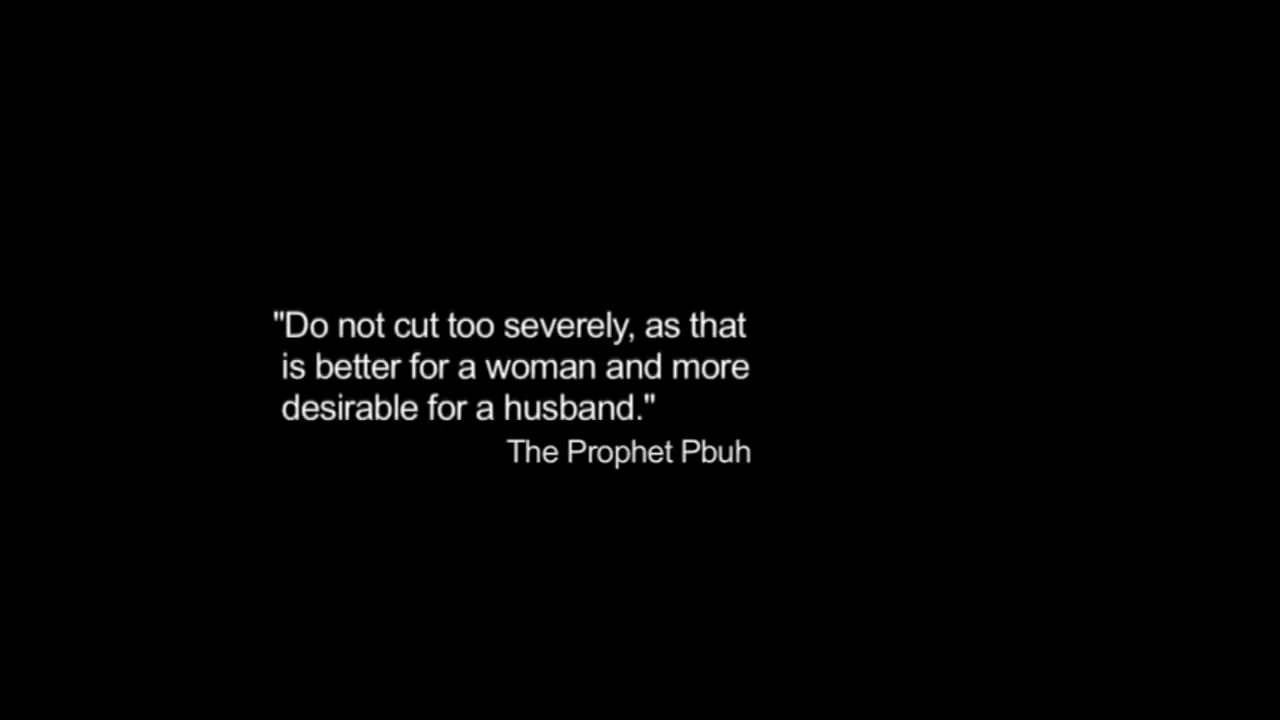 "Do not cut too severely, as that
is better for a woman and more
desirable for a husband."
The Prophet Pbuh